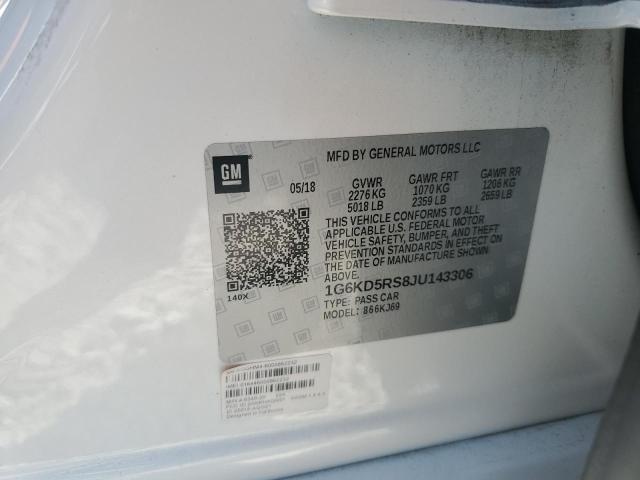 GM
MFD BY GENERAL MOTORS LLC
05/18
GVWR GAWR FRT GAWR RR
2276 KG 1070 KG 1206 KG
5018 LB 2359 LB 2659 LB
THIS VEHICLE CONFORMS TO ALL
APPLICABLE U.S. FEDERAL MOTOR
VEHICLE SAFETY, BUMPER, AND THEFT
PREVENTION STANDARDS IN EFFECT ON
THE DATE OF MANUFACTURE SHOWN
ABOVE.
140X
1G6KD5RS8JU143306
TYPE: PASS CAR
MODEL: 866KJ69